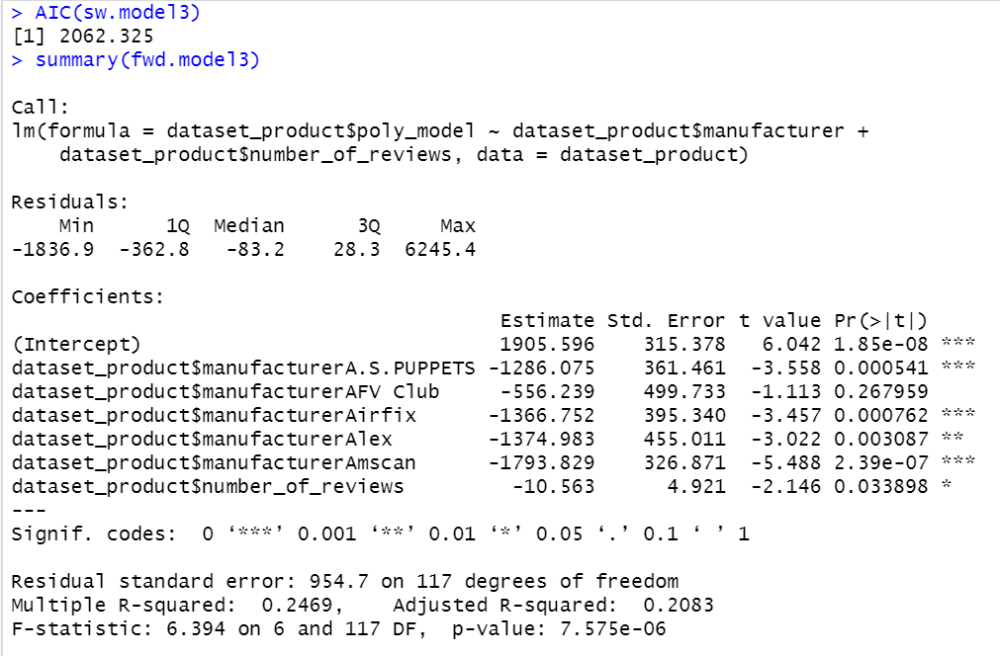 > AIC(sw.model3)
[1] 2062.325
> summary(fwd.model3)
Call:
lm(formula = dataset_product$poly_model ~ dataset_product$manufacturer +
    dataset_product$number_of_reviews, data = dataset_product)
Residuals:
    Min      1Q  Median      3Q     Max
-1836.9  -362.8   -83.2    28.3  6245.4
Coefficients:
                                         Estimate Std. Error t value Pr(>|t|)
(Intercept)                              1905.596    315.378   6.042 1.85e-08 ***
dataset_product$manufacturerA.S.PUPPETS -1286.075    361.461  -3.558 0.000541 ***
dataset_product$manufacturerAFV Club     -556.239    499.733  -1.113 0.267959
dataset_product$manufacturerAirfix      -1366.752    395.340  -3.457 0.000762 ***
dataset_product$manufacturerAlex        -1374.983    455.011  -3.022 0.003087 **
dataset_product$manufacturerAmscan      -1793.829    326.871  -5.488 2.39e-07 ***
dataset_product$number_of_reviews         -10.563      4.921  -2.146 0.033898 *
---
Signif. codes:  0 ‘***’ 0.001 ‘**’ 0.01 ‘*’ 0.05 ‘.’ 0.1 ‘ ’ 1
Residual standard error: 954.7 on 117 degrees of freedom
Multiple R-squared:  0.2469,    Adjusted R-squared:  0.2083
F-statistic: 6.394 on 6 and 117 DF,  p-value: 7.575e-06